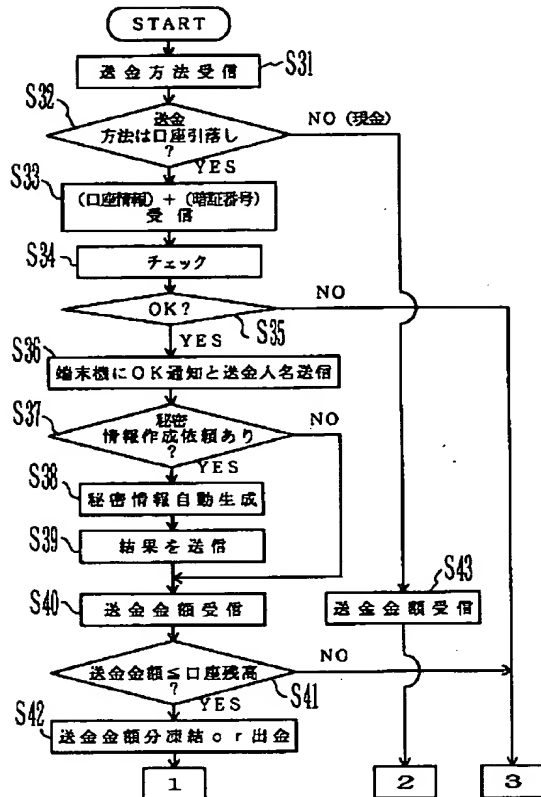 START
送金方法受信 S31
S32
送金
方法は口座引落し
?
NO (現金)
YES
S33
(口座情報) + (暗証番号)
受信
S34
チェック
OK?
NO
S35
YES
S36
端末機にOK通知と送金人名送信
S37
秘密
情報作成依頼あり
?
NO
YES
S38
秘密情報自動生成
S39
結果を送信
S40
送金金額受信
S43
送金金額受信
送金金額≦口座残高
?
NO
S41
YES
S42
送金金額分凍結or出金
1
2
3